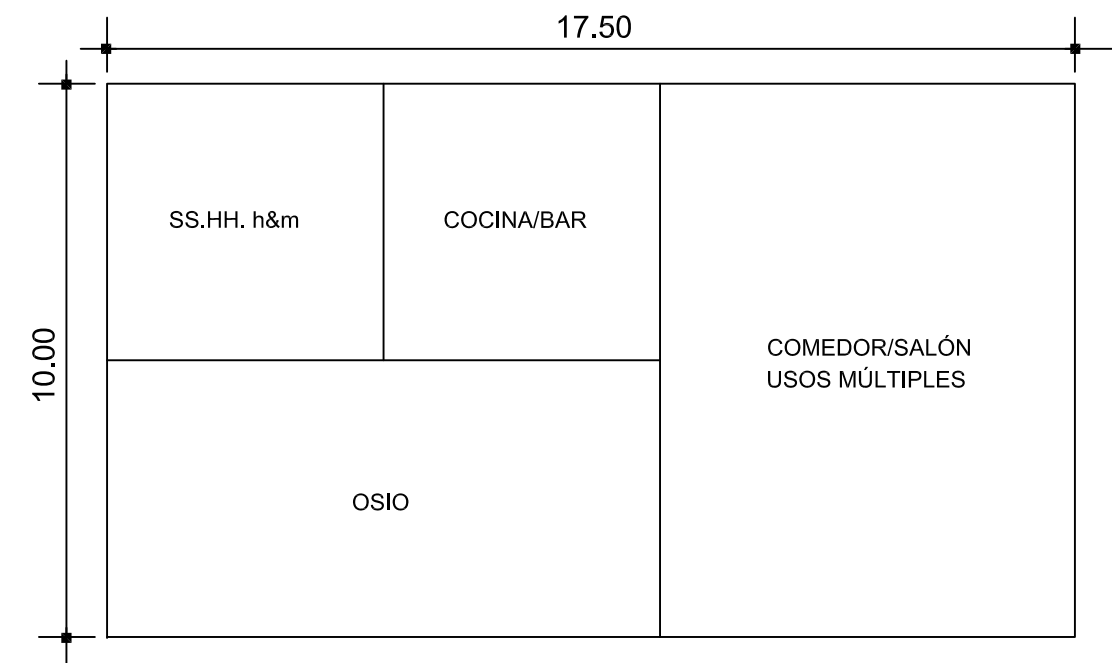 17.50
10.00
SS.HH. h&m
COCINA/BAR
COMEDOR/SALÓN
USOS MÚLTIPLES
OSIO